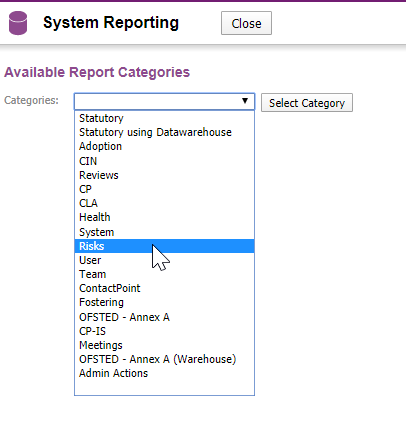 System Reporting
Close
Available Report Categories
Categories:
Select Category
Statutory
Statutory using Datawarehouse
Adoption
CIN
Reviews
CP
CLA
Health
System
Risks
User
Team
ContactPoint
Fostering
OFSTED - Annex A
CP-IS
Meetings
OFSTED - Annex A (Warehouse)
Admin Actions